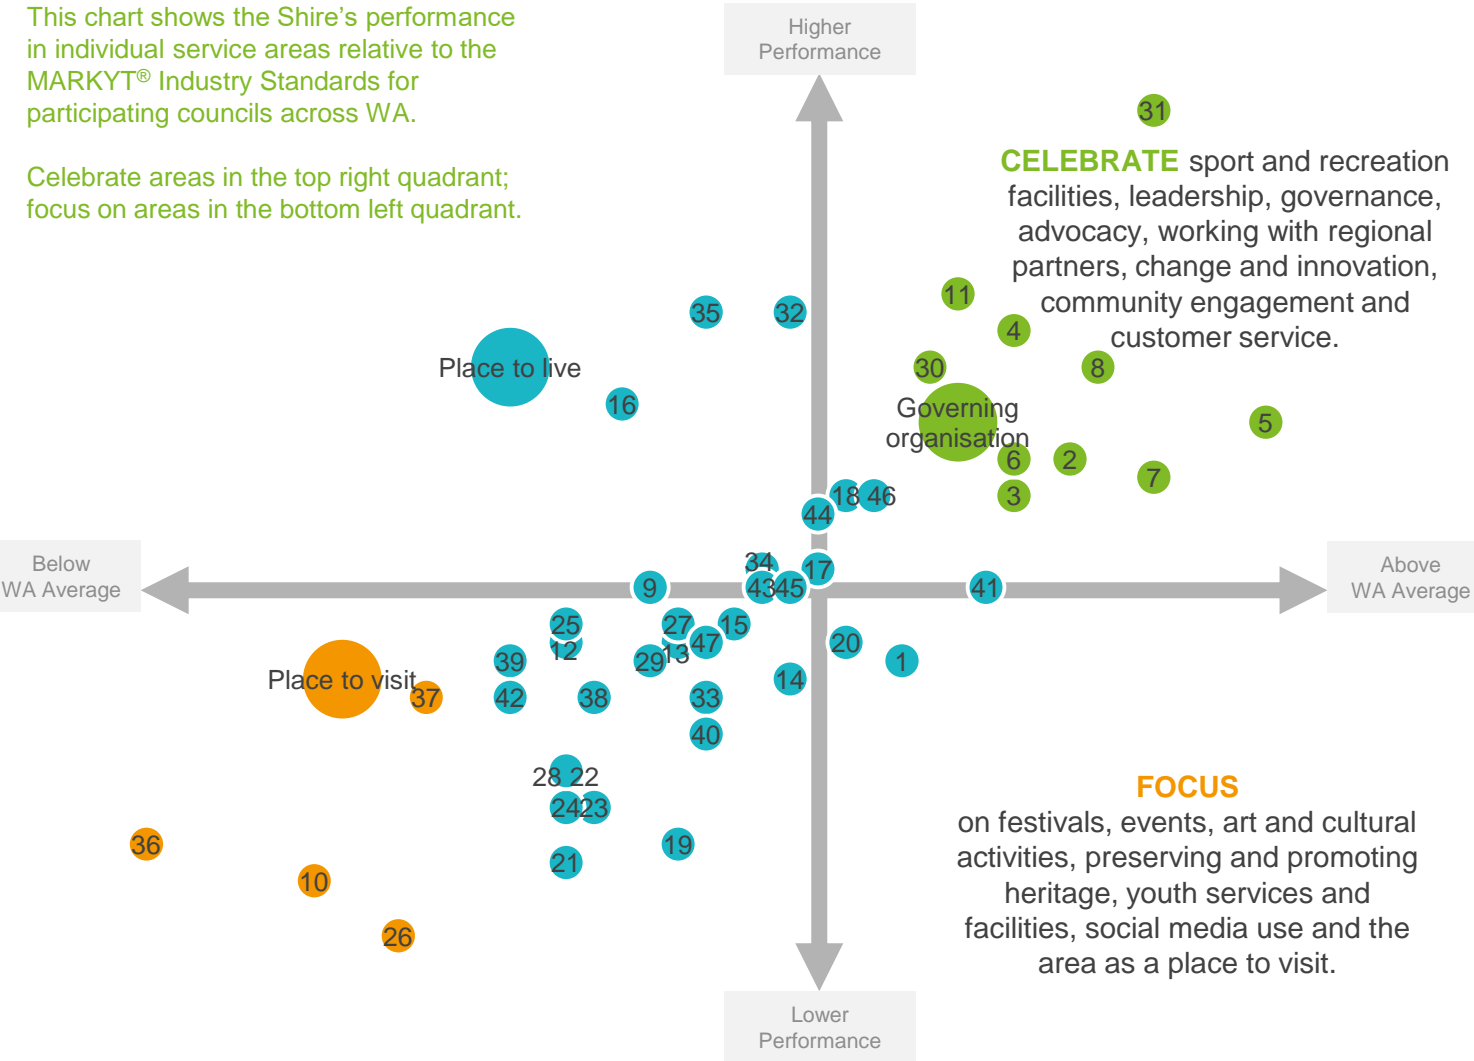 This chart shows the Shire's performance
in individual service areas relative to the
MARKYT® Industry Standards for
participating councils across WA.
Celebrate areas in the top right quadrant;
focus on areas in the bottom left quadrant.
Higher
Performance
31
CELEBRATE sport and recreation
facilities, leadership, governance,
advocacy, working with regional
partners, change and innovation,
community engagement and
customer service.
11
35
32
4
Place to live
30
8
16
Governing
organisation
5
6
2
7
18
46
3
44
Below
WA Average
34
17
9
43
45
41
Above
WA Average
25
27
15
12
13
47
20
39
29
1
Place to visit
14
37
42
38
33
40
28
22
24
23
36
19
21
10
26
FOCUS
on festivals, events, art and cultural
activities, preserving and promoting
heritage, youth services and
facilities, social media use and the
area as a place to visit.
Lower
Performance